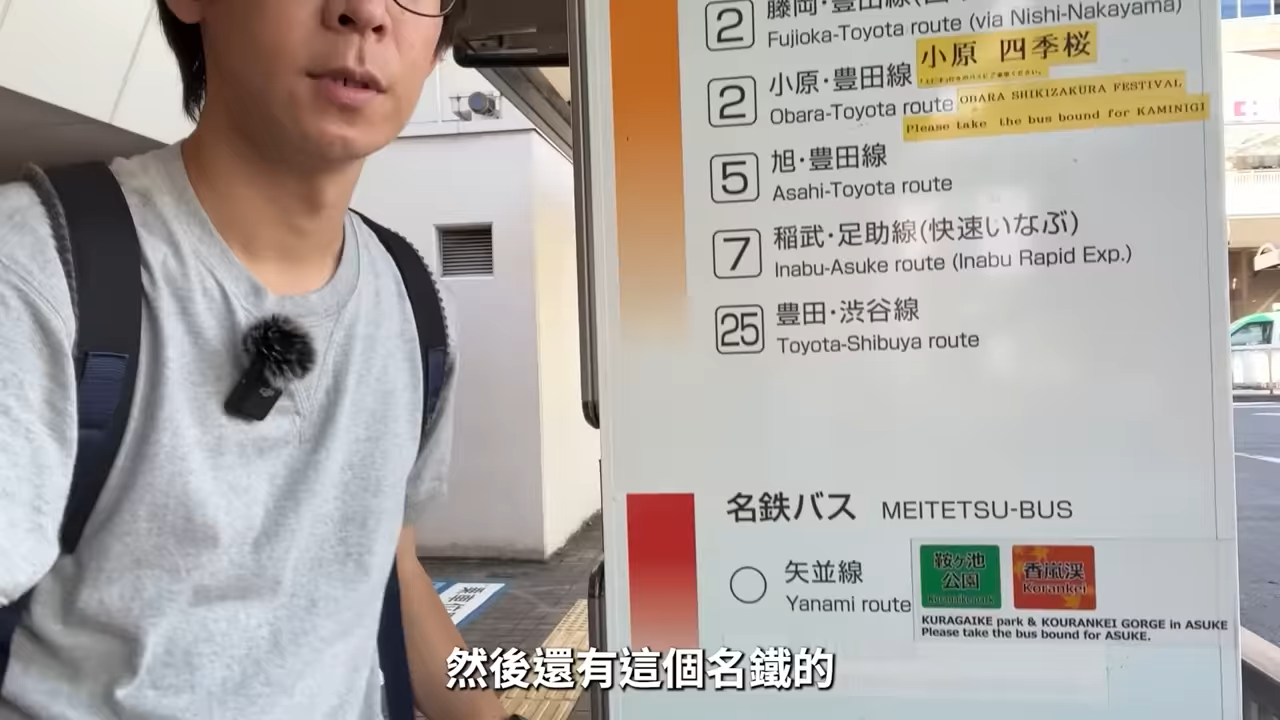 2 藤岡・豊田線
Fujioka-Toyota route (via Nishi-Nakayama)
小原 四季桜
2 小原・豊田線
Obara-Toyota route
OBARA SHIKIZAKURA FESTIVAL
Please take the bus bound for KAMINIGI
5 旭・豊田線
Asahi-Toyota route
7 稲武・足助線(快速いなぶ)
Inabu-Asuke route (Inabu Rapid Exp.)
25 豊田・渋谷線
Toyota-Shibuya route
名鉄バス MEITETSU-BUS
矢並線
Yanami route
鞍ヶ池
公園
Kuragaike park
香嵐渓
Korankei
KURAGAIKE park & KOURANKEI GORGE in ASUKE
Please take the bus bound for ASUKE.
然後還有這個名鐵的